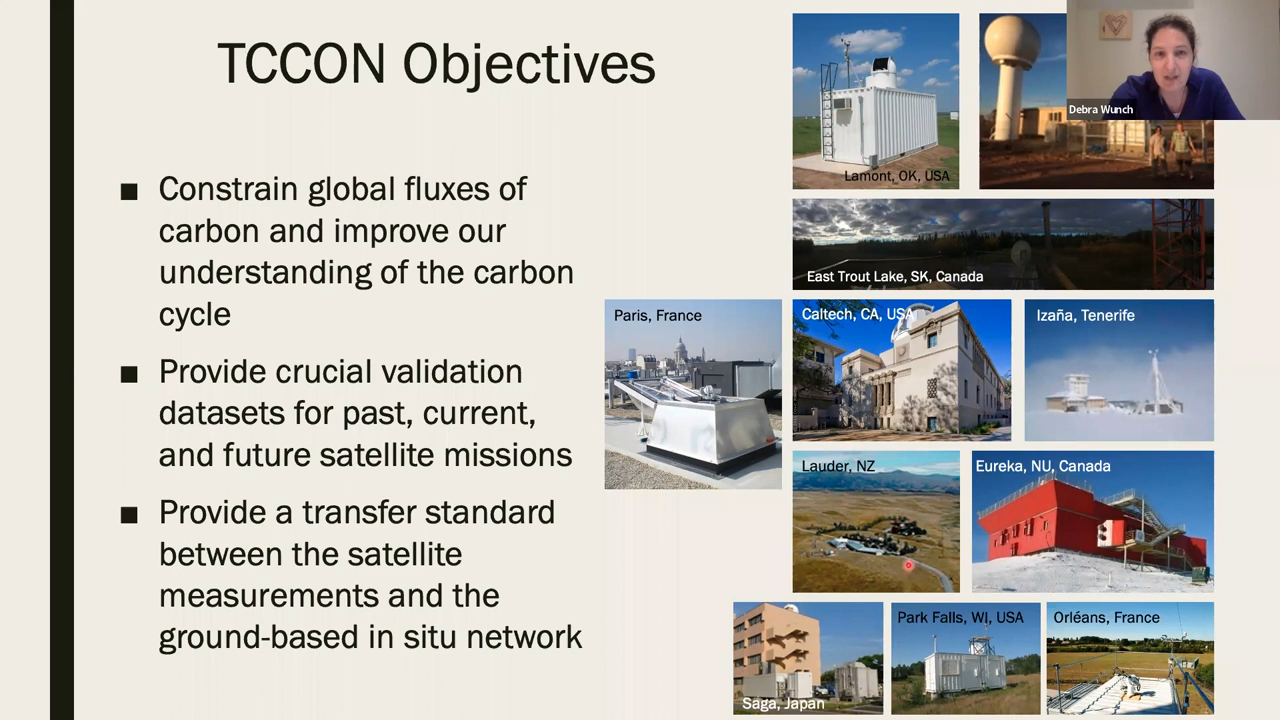 TCCON Objectives
■ Constrain global fluxes of
carbon and improve our
understanding of the carbon
cycle
■ Provide crucial validation
datasets for past, current,
and future satellite missions
■ Provide a transfer standard
between the satellite
measurements and the
ground-based in situ network
Lamont, OK, USA
Debra Wunch
East Trout Lake, SK, Canada
Paris, France
Caltech, CA, USA
Izaña, Tenerife
Lauder, NZ
Eureka, NU, Canada
Saga, Japan
Park Falls, WI, USA
Orléans, France